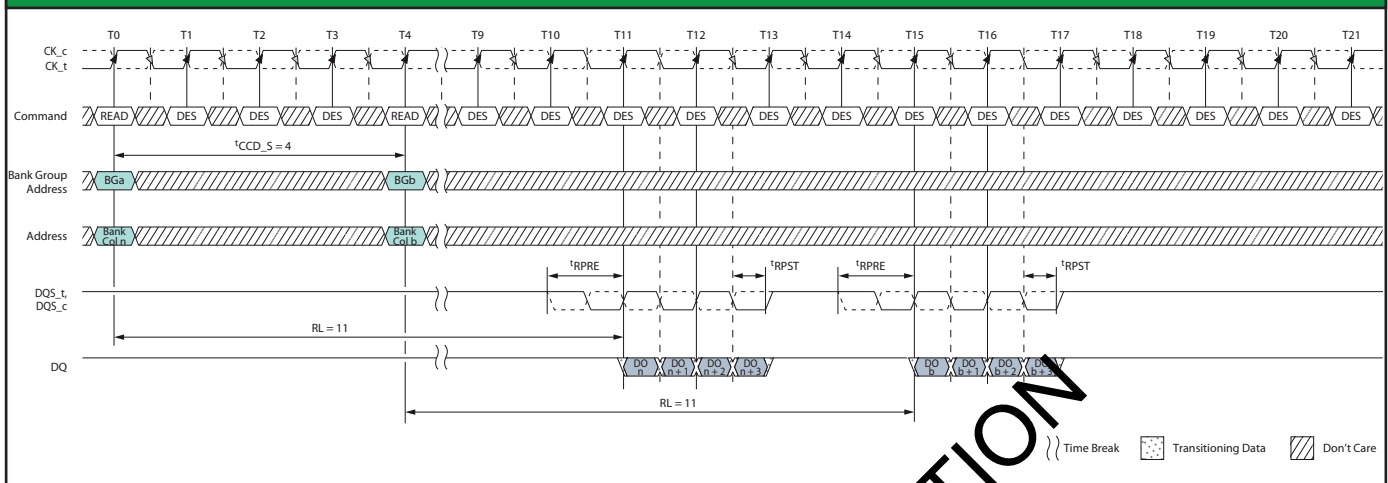 T0 T1 T2 T3 T4 T9 T10 T11 T12 T13 T14 T15 T16 T17 T18 T19 T20 T21
CK_c
CK_t
Command READ DES DES DES READ DES DES DES DES DES DES DES DES DES DES DES DES DES
tCCD_S = 4
Bank Group
Address
BGa BGb
Address
Bank
Col n
Bank
Col b
tRPRE tRPST tRPRE tRPST
DQS_t,
DQS_c
RL = 11
DQ
DO
n
DO
n + 1
DO
n + 2
DO
n + 3
DO
b
DO
b + 1
DO
b + 2
DO
b + 3
RL = 11
Time Break Transitioning Data Don't Care
TION